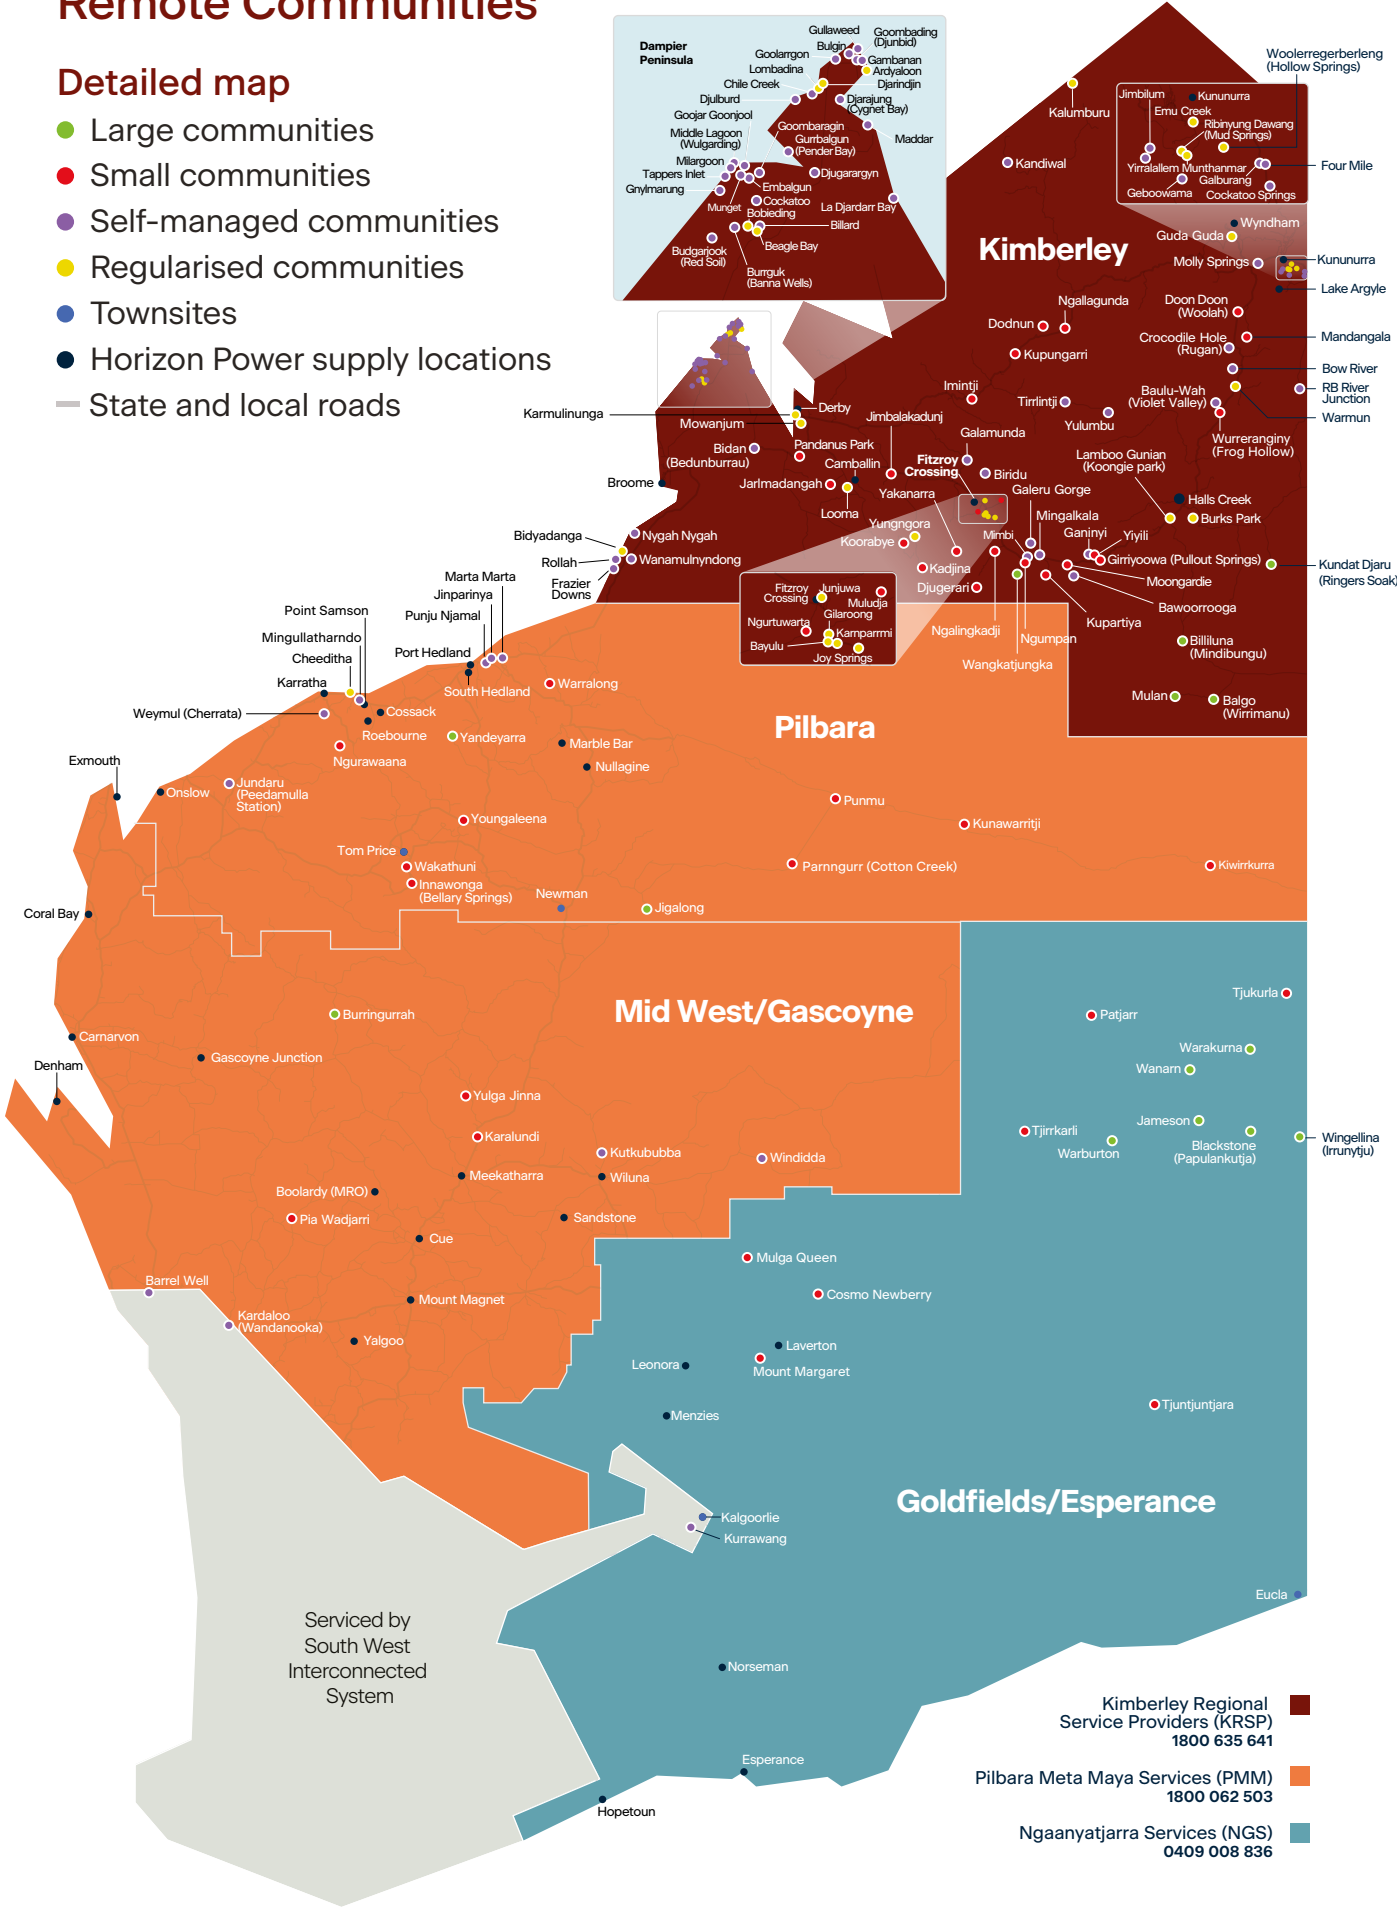 Remote Communities
Detailed map
Large communities
Small communities
Self-managed communities
Regularised communities
Townsites
Horizon Power supply locations
State and local roads
Dampier
Peninsula
Gullaweed
Bulgin
Goombading
(Djunbid)
Goolarrgon
Gambanan
Lombadina
Ardyaloon
Chile Creek
Djarindjin
Djulburd
Djarajung
(Cygnet Bay)
Goojar Goonjool
Goombaragin
Maddar
Middle Lagoon
(Wulgarding)
Gurrbalgun
(Pender Bay)
Milargoon
Tappers Inlet
Djugarargyn
Gnylmarung
Embalgun
Munget
Cockatoo
La Djardarr Bay
Bobieding
Billard
Budgarjook
(Red Soil)
Beagle Bay
Burrguk
(Banna Wells)
Woolerregerberleng
(Hollow Springs)
Kalumburu
Jimbilum
Kununurra
Emu Creek
Ribinyung Dawang
(Mud Springs)
Kandiwal
Yirralallem
Munthanmar
Four Mile
Geboowama
Galburang
Cockatoo Springs
Kimberley
Wyndham
Guda Guda
Molly Springs
Kununurra
Lake Argyle
Ngallagunda
Doon Doon
(Woolah)
Dodnun
Crocodile Hole
(Rugan)
Mandangala
Kupungarri
Bow River
Imintji
Baulu-Wah
(Violet Valley)
RB River
Junction
Tirrlintji
Warmun
Karmulinunga
Derby
Jimbalakadunj
Yulumbu
Mowanjum
Galamunda
Wurreranginy
(Frog Hollow)
Bidan
(Bedunburrau)
Pandanus Park
Lamboo Gunian
(Koongie park)
Camballin
Fitzroy
Crossing
Biridu
Broome
Jarlmadangah
Yakanarra
Galeru Gorge
Halls Creek
Looma
Mingalkala
Burks Park
Yungngora
Bidyadanga
Nygah Nygah
Koorabye
Mimbi
Ganinyi
Yiyili
Rollah
Wanamulnyndong
Kadjina
Girriyoowa (Pullout Springs)
Kundat Djaru
(Ringers Soak)
Frazier
Downs
Djugerari
Moongardie
Bawoorrooga
Fitzroy
Crossing
Junjuwa
Muludja
Gilaroong
Ngurtuwarta
Karnparrmi
Bayulu
Joy Springs
Ngalingkadji
Ngumpan
Kupartiya
Wangkatjungka
Billiluna
(Mindibungu)
Mulan
Balgo
(Wirrimanu)
Marta Marta
Jinparinya
Punju Njamal
Point Samson
Mingullatharndo
Cheeditha
Port Hedland
Karratha
South Hedland
Warralong
Weymul (Cherrata)
Cossack
Pilbara
Roebourne
Yandeyarra
Marble Bar
Ngurawaana
Nullagine
Exmouth
Onslow
Jundaru
(Peedamulla
Station)
Punmu
Youngaleena
Kunawarritji
Tom Price
Wakathuni
Parnngurr (Cotton Creek)
Kiwirrkurra
Innawonga
(Bellary Springs)
Newman
Jigalong
Coral Bay
Mid West/Gascoyne
Tjukurla
Burringurrah
Patjarr
Carnarvon
Warakurna
Gascoyne Junction
Denham
Wanarn
Yulga Jinna
Jameson
Karalundi
Tjirrkarli
Warburton
Blackstone
(Papulankutja)
Wingellina
(Irrunytju)
Kutkububba
Windidda
Meekatharra
Wiluna
Boolardy (MRO)
Pia Wadjarri
Sandstone
Cue
Mulga Queen
Barrel Well
Cosmo Newberry
Mount Magnet
Kardaloo
(Wandanooka)
Yalgoo
Laverton
Leonora
Mount Margaret
Menzies
Tjuntjuntjara
Goldfields/Esperance
Kalgoorlie
Kurrawang
Eucla
Serviced by
South West
Interconnected
System
Norseman
Esperance
Hopetoun
Kimberley Regional
Service Providers (KRSP)
1800 635 641
Pilbara Meta Maya Services (PMM)
1800 062 503
Ngaanyatjarra Services (NGS)
0409 008 836